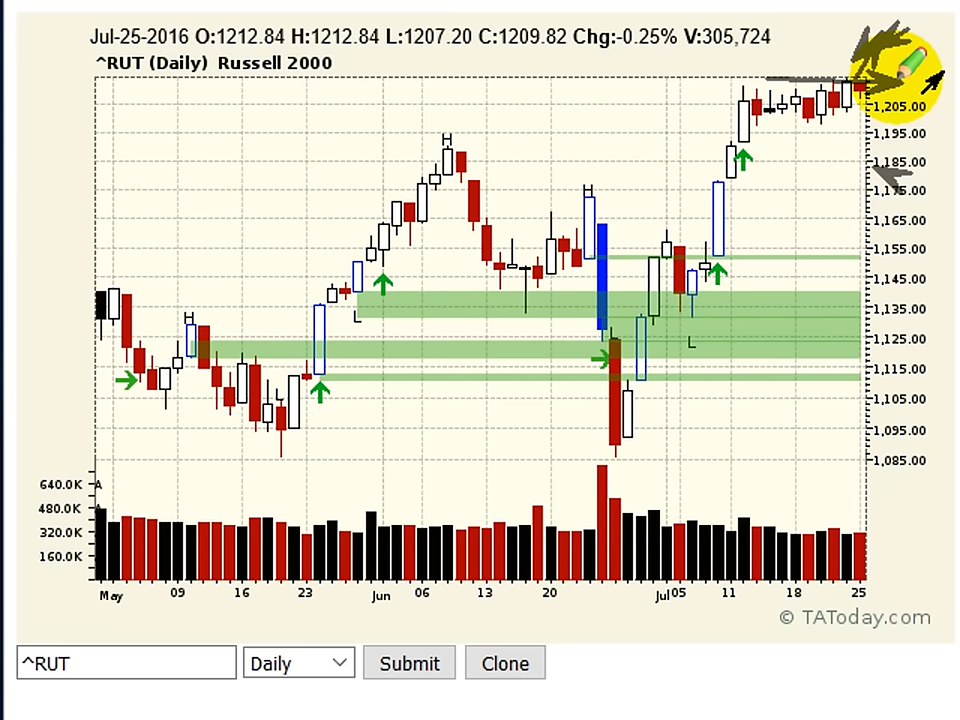 Jul-25-2016 O:1212.84 H:1212.84 L:1207.20 C:1209.82 Chg:-0.25% V:305,724
^RUT (Daily) Russell 2000
1,205.00
H
1,195.00
1,185.00
H
1,175.00
1,165.00
1,155.00
1,145.00
L
1,135.00
H
L
1,125.00
L
1,115.00
L
1,105.00
1,095.00
1,085.00
640.0K A
480.0K A
320.0K
160.0K
May 09 16 23 Jun 06 13 20 Jul 05 11 18 25
© TAToday.com
^RUT Daily Submit Clone